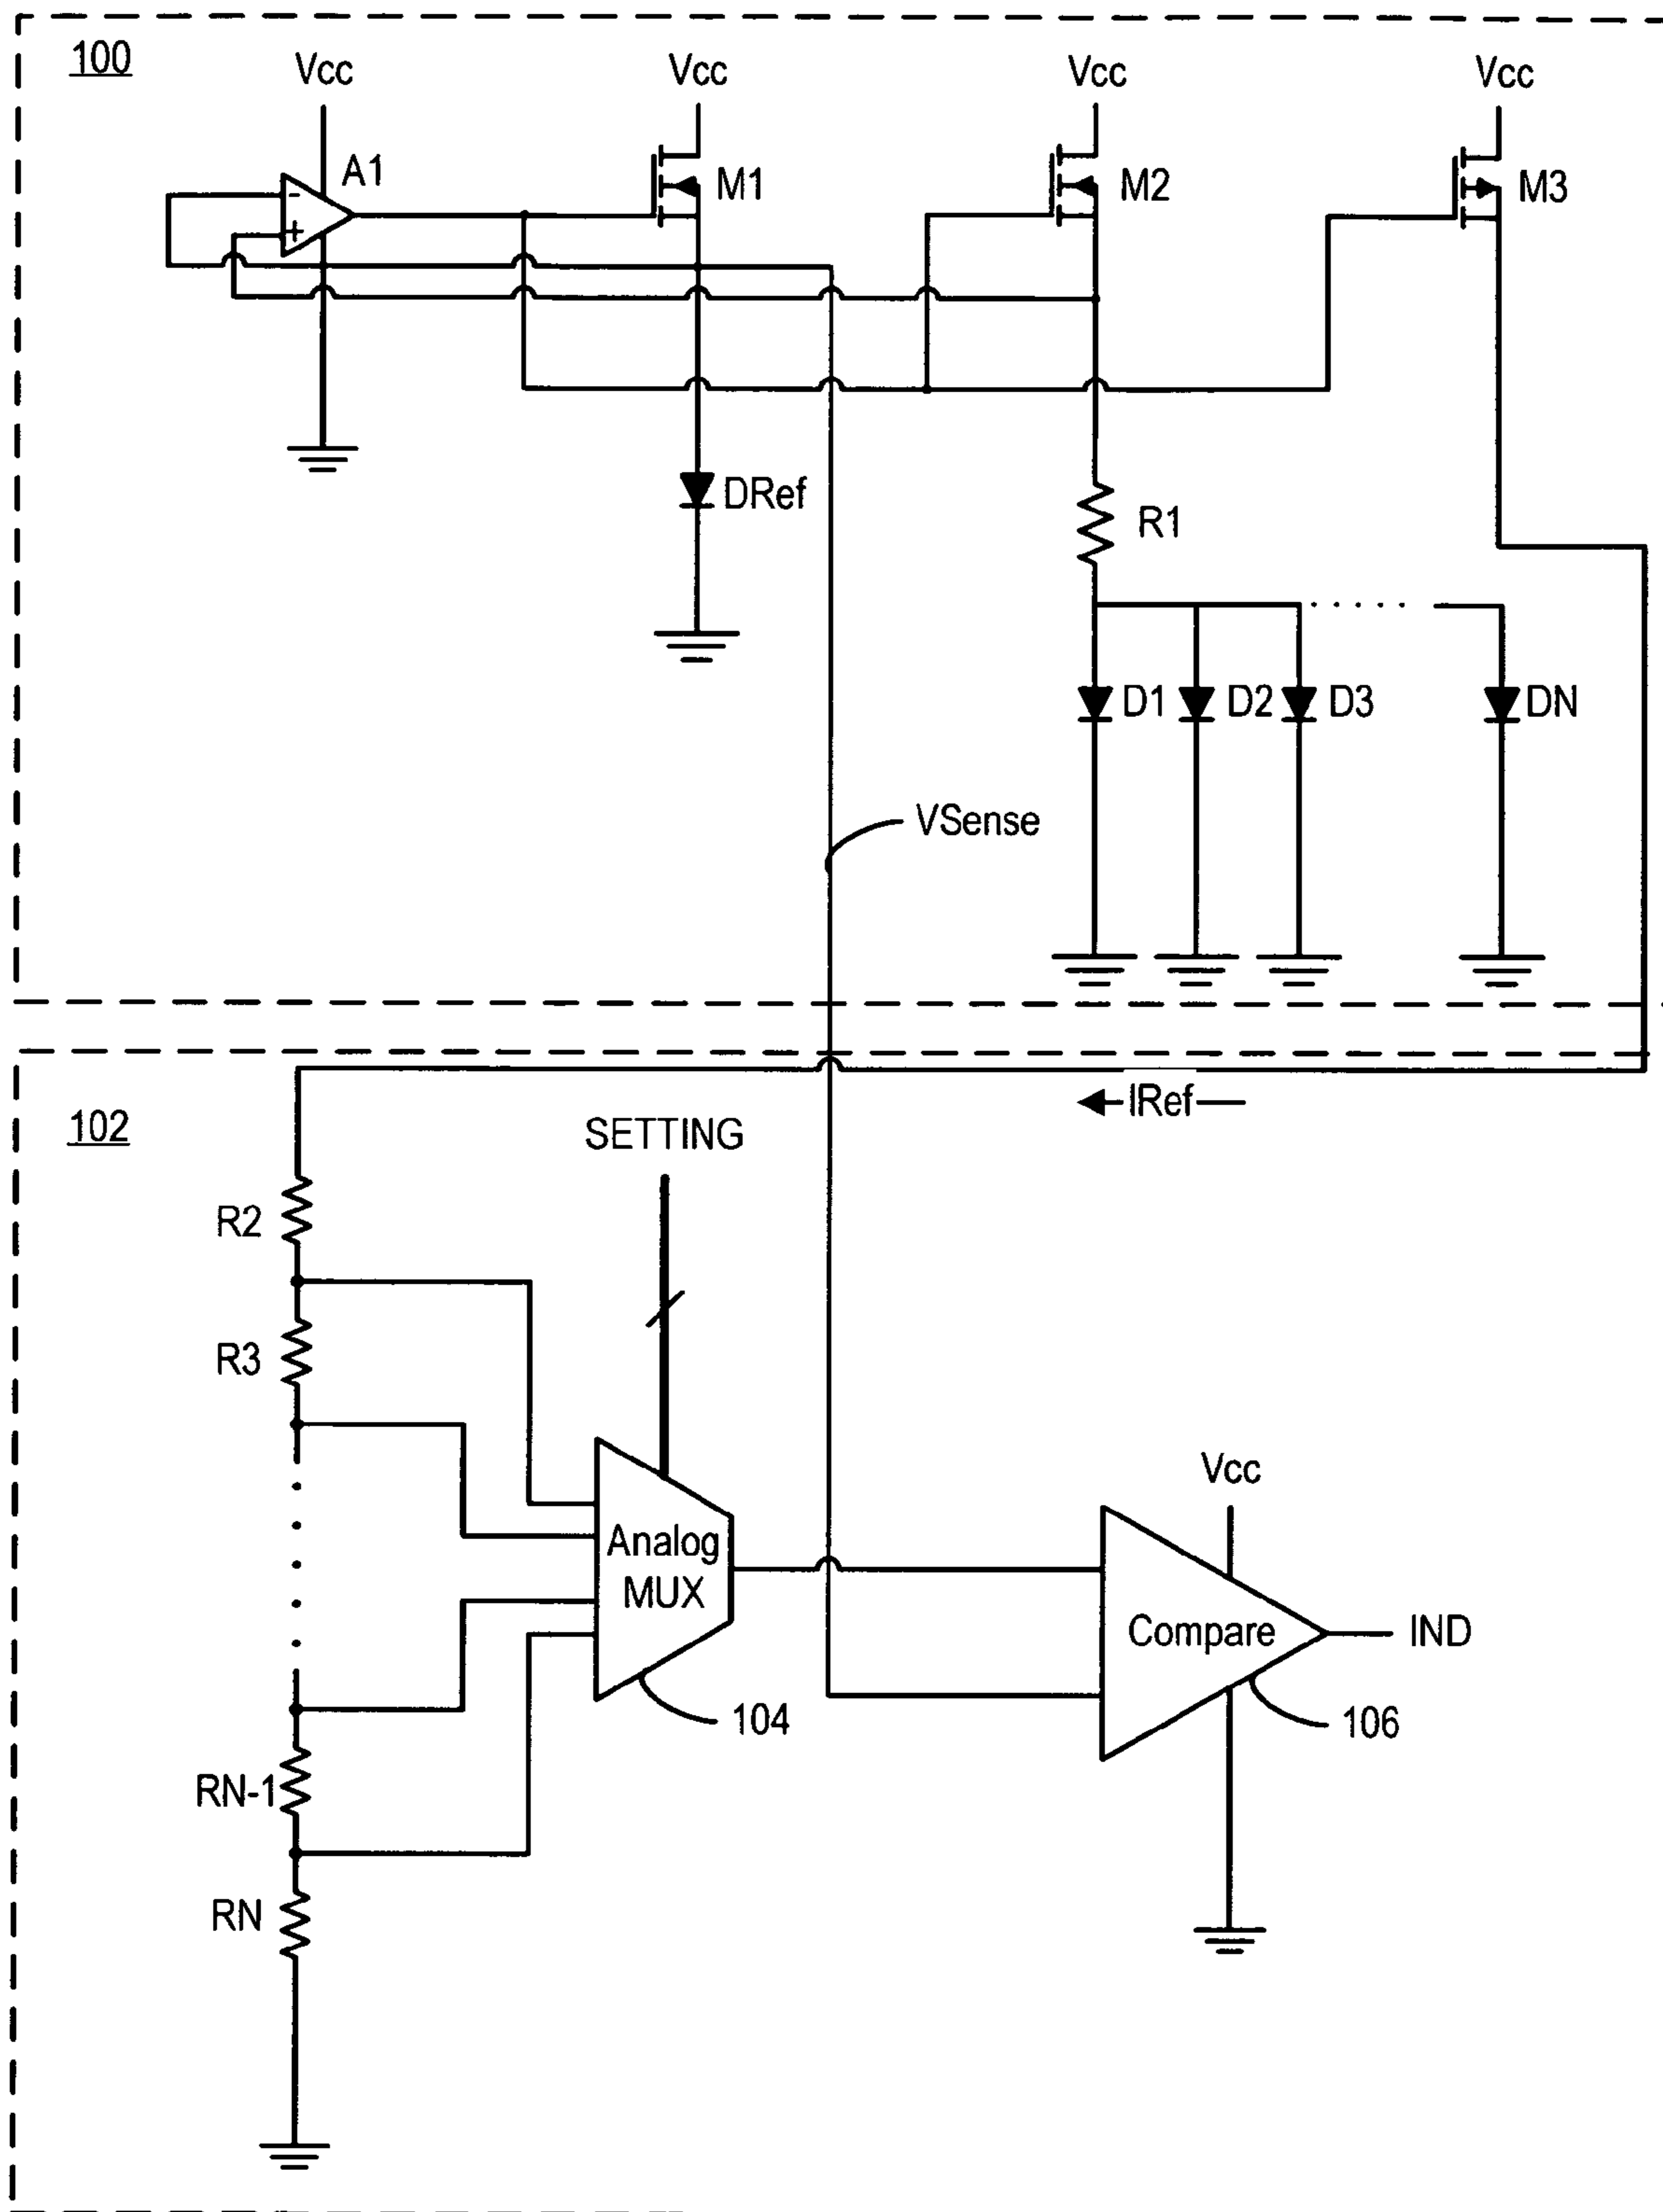 100
Vcc
Vcc
Vcc
Vcc
A1
M1
M2
M3
-
+
DRef
R1
D1
D2
D3
DN
VSense
IRef
102
SETTING
R2
R3
Vcc
Analog
MUX
Compare
IND
104
106
RN-1
RN